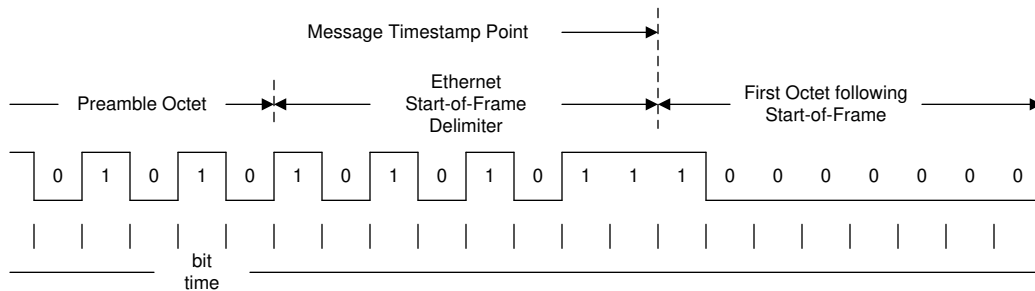 Message Timestamp Point
Preamble Octet
Ethernet
Start-of-Frame
Delimiter
First Octet following
Start-of-Frame
0 1 0 1 0 1 0 1 0 1 0 1 1 1 0 0 0 0 0 0 0
bit
time